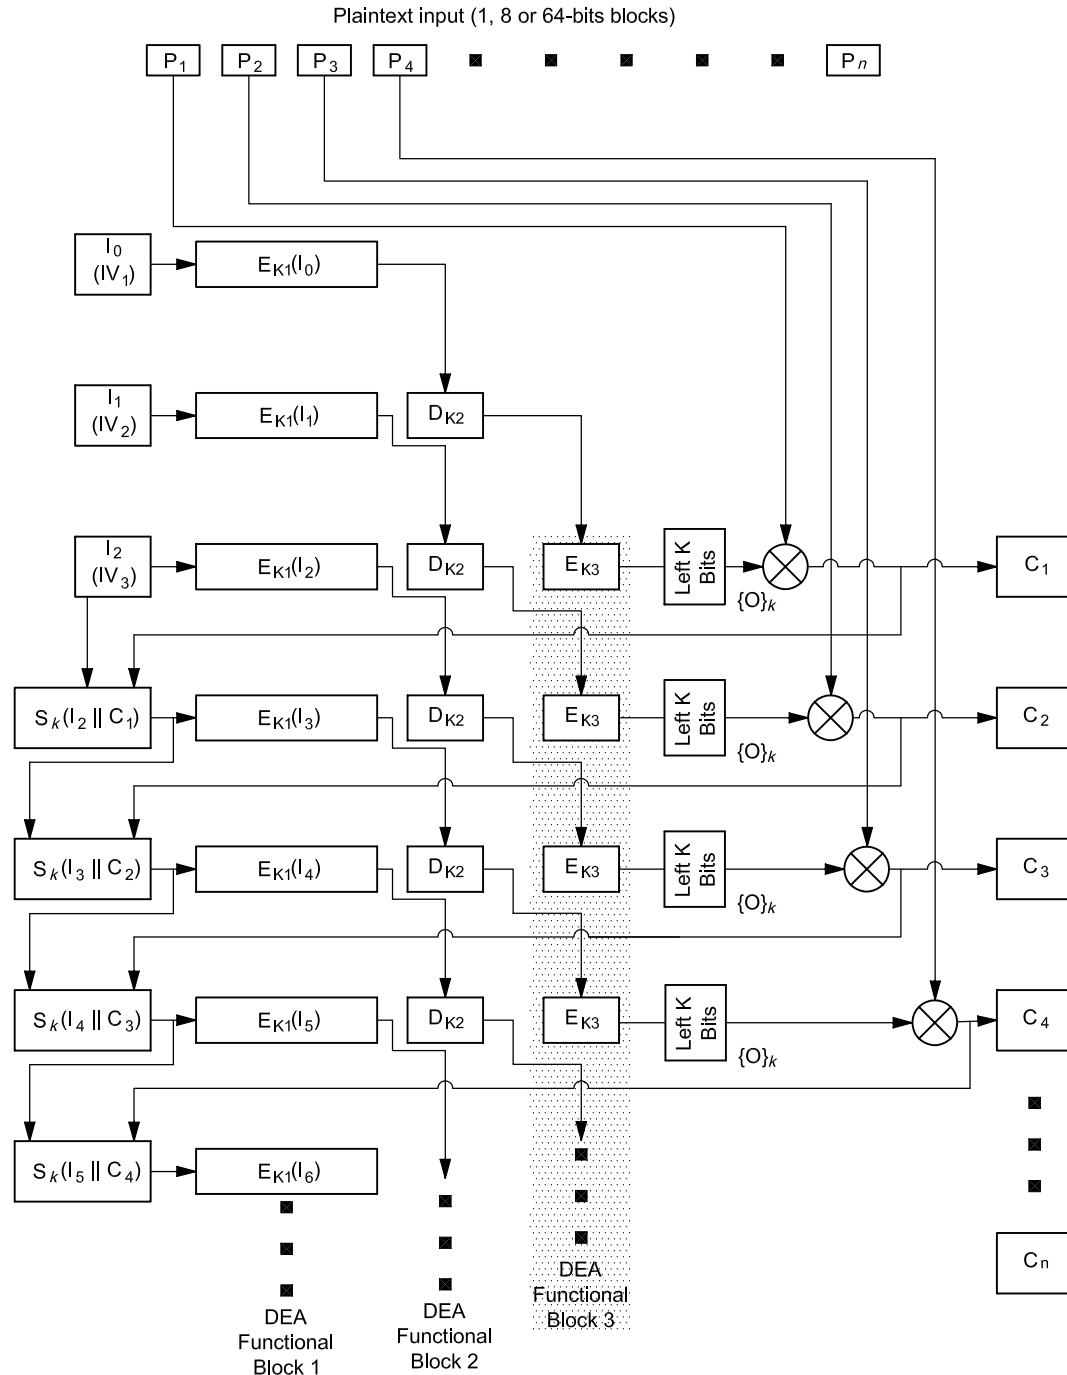 Plaintext input (1, 8 or 64-bits blocks)
P1 P2 P3 P4 Pn
I0
(IV1)
EK1(I0)
I1
(IV2)
EK1(I1)
DK2
I2
(IV3)
EK1(I2)
DK2
EK3
Left K
Bits
{O}k
C1
Sk(I2 || C1)
EK1(I3)
DK2
EK3
Left K
Bits
{O}k
C2
Sk(I3 || C2)
EK1(I4)
DK2
EK3
Left K
Bits
{O}k
C3
Sk(I4 || C3)
EK1(I5)
DK2
EK3
Left K
Bits
{O}k
C4
Sk(I5 || C4)
EK1(I6)
Cn
DEA
Functional
Block 1
DEA
Functional
Block 2
DEA
Functional
Block 3